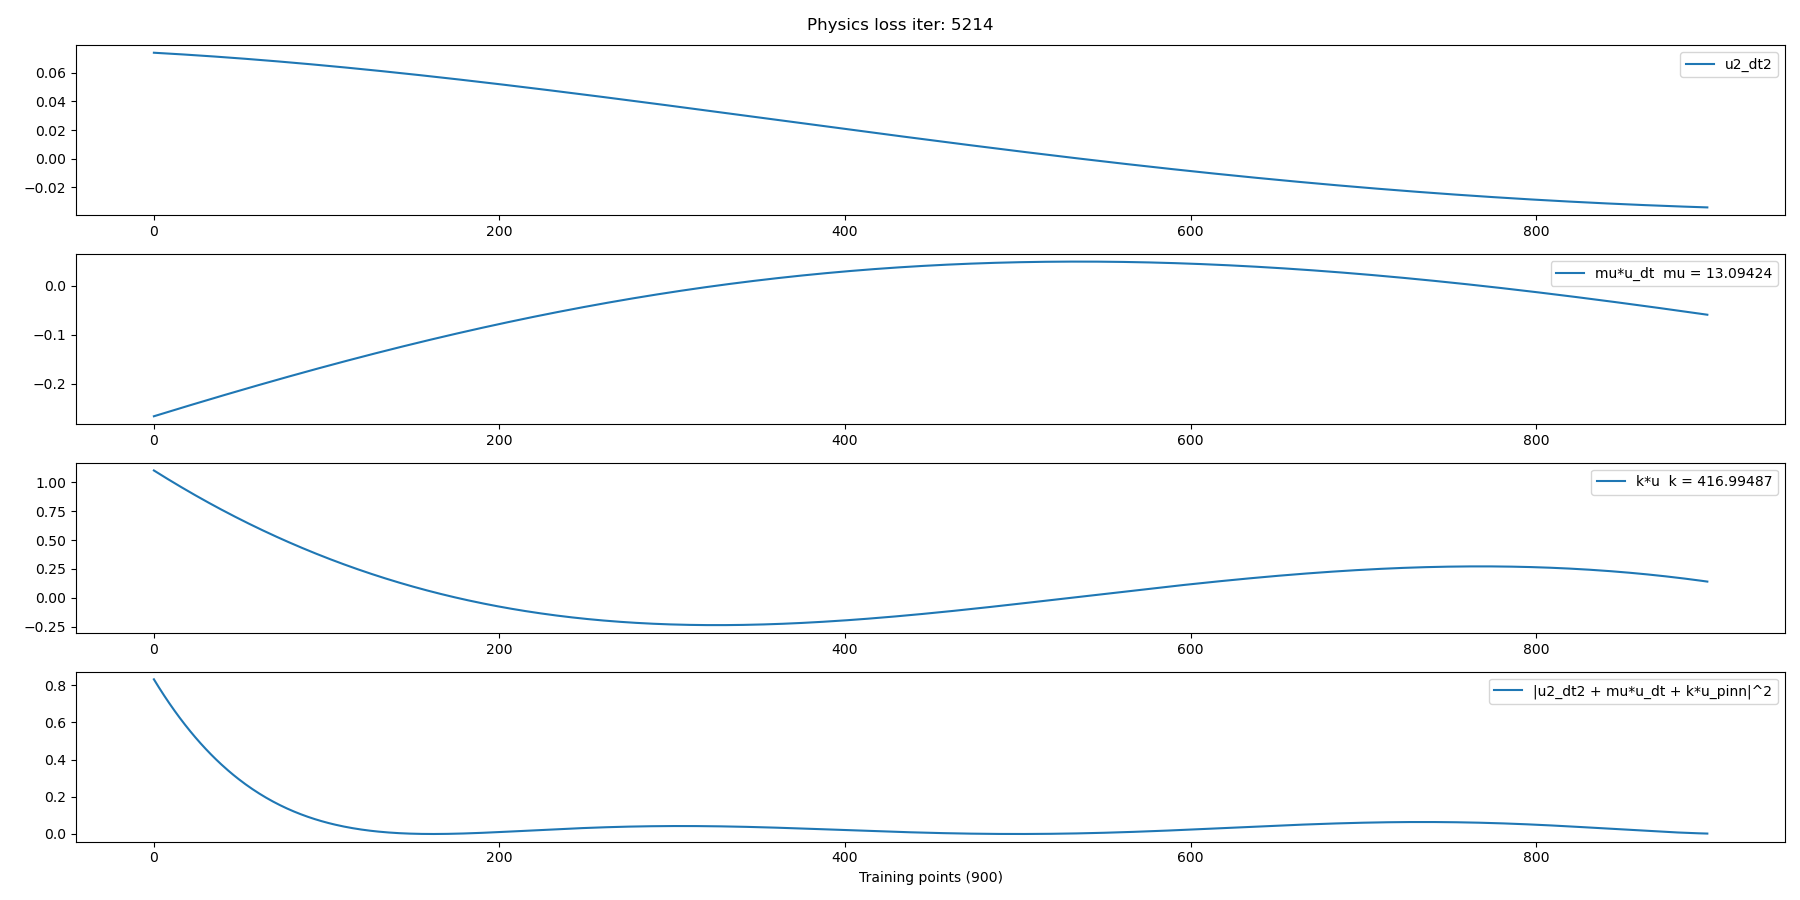 Physics loss iter: 5214
0.06
0.04
0.02
0.00
−0.02
u2_dt2
0 200 400 600 800
0.0
−0.1
−0.2
mu*u_dt mu = 13.09424
0 200 400 600 800
1.00
0.75
0.50
0.25
0.00
−0.25
k*u k = 416.99487
0 200 400 600 800
0.8
0.6
0.4
0.2
0.0
|u2_dt2 + mu*u_dt + k*u_pinn|^2
0 200 400 600 800
Training points (900)